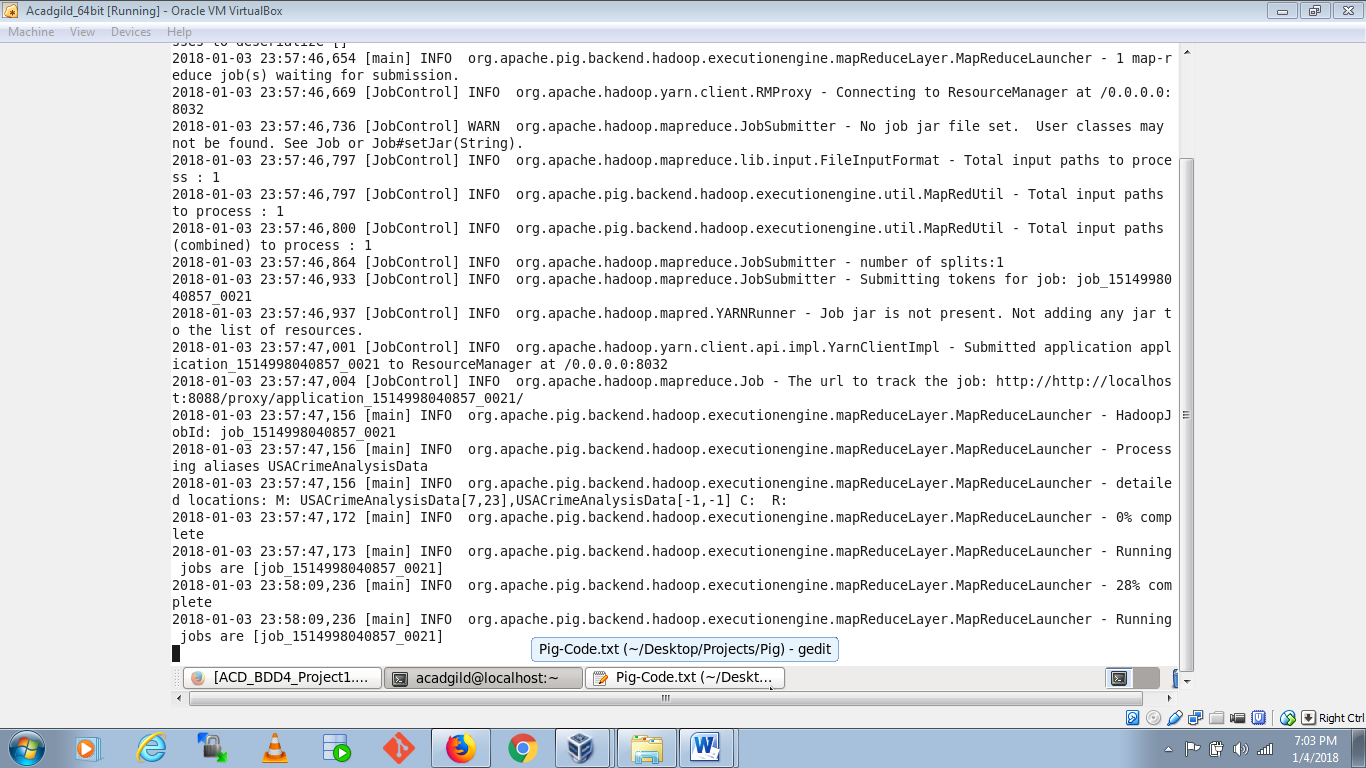 Acadgild_64bit [Running] - Oracle VM VirtualBox
Machine View Devices Help
sses to deserialize []
2018-01-03 23:57:46,654 [main] INFO  org.apache.pig.backend.hadoop.executionengine.mapReduceLayer.MapReduceLauncher - 1 map-r
educe job(s) waiting for submission.
2018-01-03 23:57:46,669 [JobControl] INFO  org.apache.hadoop.yarn.client.RMProxy - Connecting to ResourceManager at /0.0.0.0:
8032
2018-01-03 23:57:46,736 [JobControl] WARN  org.apache.hadoop.mapreduce.JobSubmitter - No job jar file set.  User classes may
not be found. See Job or Job#setJar(String).
2018-01-03 23:57:46,797 [JobControl] INFO  org.apache.hadoop.mapreduce.lib.input.FileInputFormat - Total input paths to proce
ss : 1
2018-01-03 23:57:46,797 [JobControl] INFO  org.apache.pig.backend.hadoop.executionengine.util.MapRedUtil - Total input paths
to process : 1
2018-01-03 23:57:46,800 [JobControl] INFO  org.apache.pig.backend.hadoop.executionengine.util.MapRedUtil - Total input paths
(combined) to process : 1
2018-01-03 23:57:46,864 [JobControl] INFO  org.apache.hadoop.mapreduce.JobSubmitter - number of splits:1
2018-01-03 23:57:46,933 [JobControl] INFO  org.apache.hadoop.mapreduce.JobSubmitter - Submitting tokens for job: job_15149980
40857_0021
2018-01-03 23:57:46,937 [JobControl] INFO  org.apache.hadoop.mapred.YARNRunner - Job jar is not present. Not adding any jar t
o the list of resources.
2018-01-03 23:57:47,001 [JobControl] INFO  org.apache.hadoop.yarn.client.api.impl.YarnClientImpl - Submitted application appl
ication_1514998040857_0021 to ResourceManager at /0.0.0.0:8032
2018-01-03 23:57:47,004 [JobControl] INFO  org.apache.hadoop.mapreduce.Job - The url to track the job: http://http://localhos
t:8088/proxy/application_1514998040857_0021/
2018-01-03 23:57:47,156 [main] INFO  org.apache.pig.backend.hadoop.executionengine.mapReduceLayer.MapReduceLauncher - HadoopJ
obId: job_1514998040857_0021
2018-01-03 23:57:47,156 [main] INFO  org.apache.pig.backend.hadoop.executionengine.mapReduceLayer.MapReduceLauncher - Process
ing aliases USACrimeAnalysisData
2018-01-03 23:57:47,156 [main] INFO  org.apache.pig.backend.hadoop.executionengine.mapReduceLayer.MapReduceLauncher - detaile
d locations: M: USACrimeAnalysisData[7,23],USACrimeAnalysisData[-1,-1] C:  R:
2018-01-03 23:57:47,172 [main] INFO  org.apache.pig.backend.hadoop.executionengine.mapReduceLayer.MapReduceLauncher - 0% comp
lete
2018-01-03 23:57:47,173 [main] INFO  org.apache.pig.backend.hadoop.executionengine.mapReduceLayer.MapReduceLauncher - Running
 jobs are [job_1514998040857_0021]
2018-01-03 23:58:09,236 [main] INFO  org.apache.pig.backend.hadoop.executionengine.mapReduceLayer.MapReduceLauncher - 28% com
plete
2018-01-03 23:58:09,236 [main] INFO  org.apache.pig.backend.hadoop.executionengine.mapReduceLayer.MapReduceLauncher - Running
 jobs are [job_1514998040857_0021]
Pig-Code.txt (~/Desktop/Projects/Pig) - gedit
[ACD_BDD4_Project1.... acadgild@localhost:~ Pig-Code.txt (~/Deskt...
Right Ctrl
7:03 PM
1/4/2018